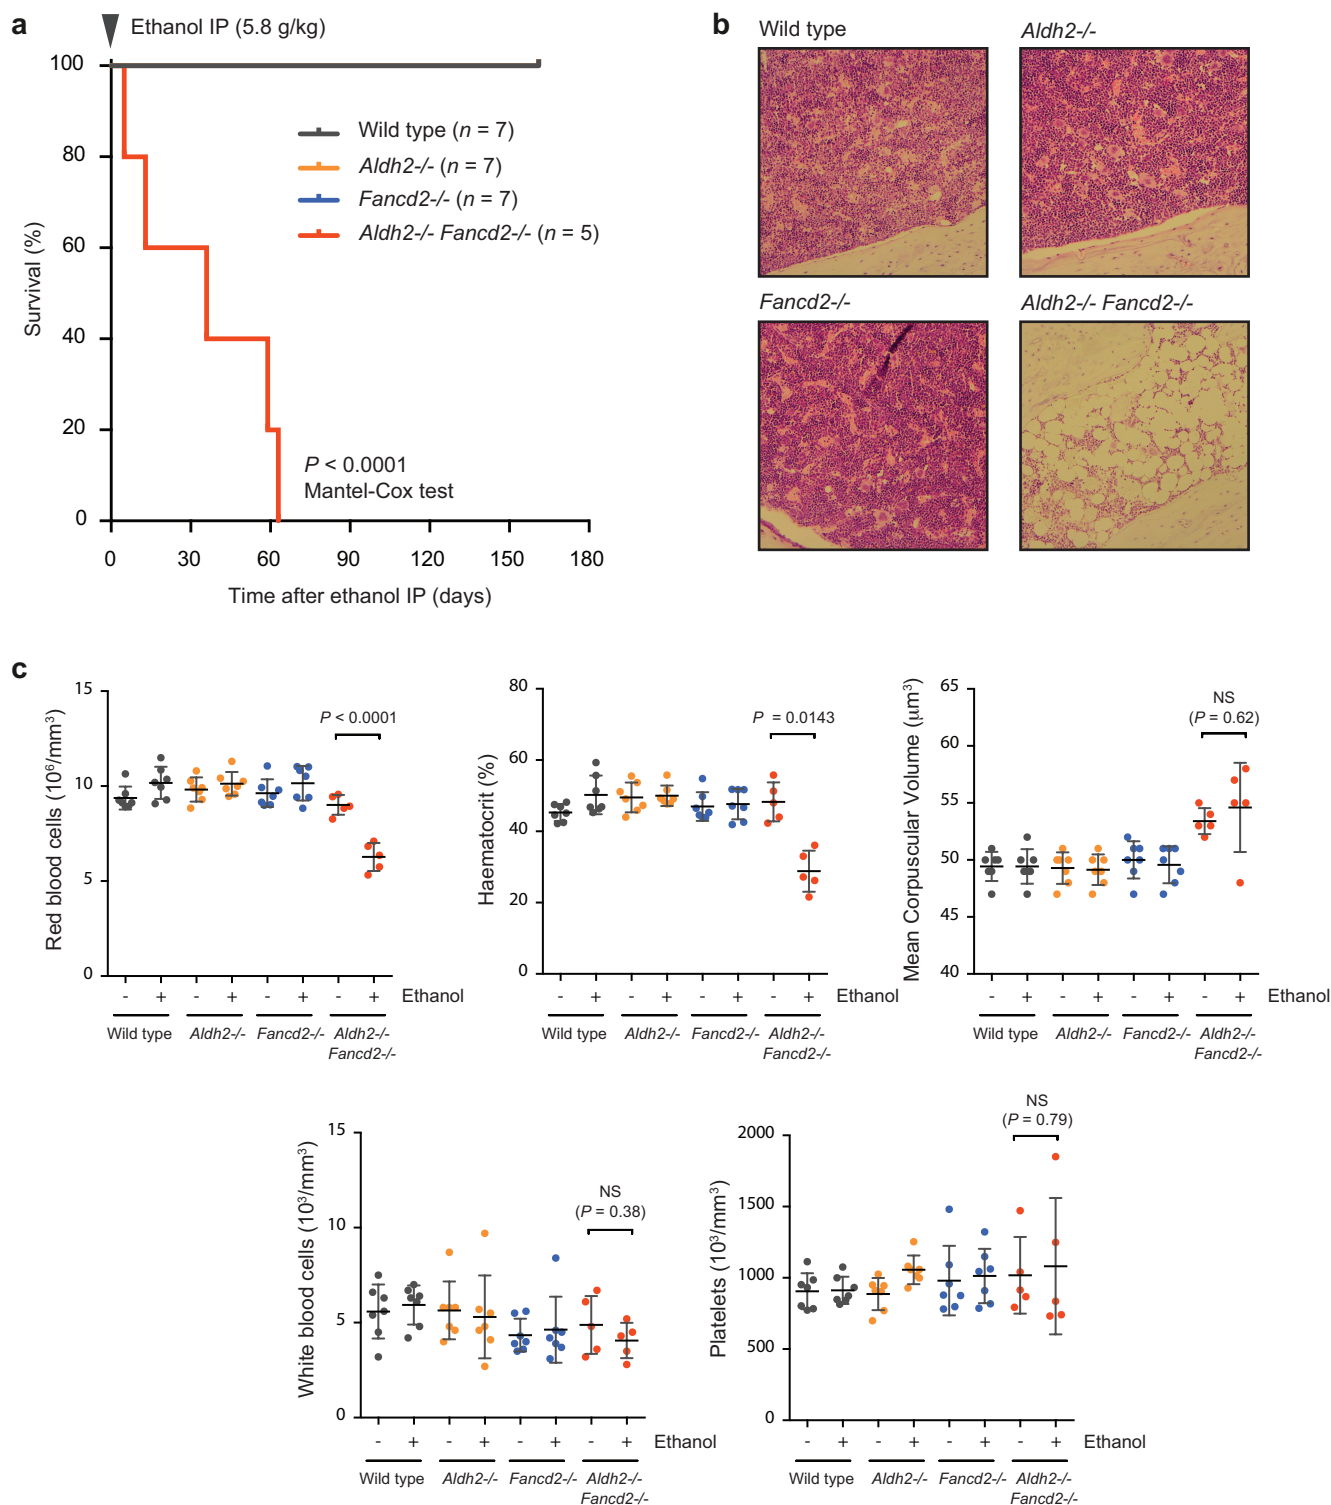 a
Ethanol IP (5.8 g/kg)
100
80
60
40
20
0
Survival (%)
Wild type (n = 7)
Aldh2-/- (n = 7)
Fancd2-/- (n = 7)
Aldh2-/- Fancd2-/- (n = 5)
P < 0.0001
Mantel-Cox test
0 30 60 90 120 150 180
Time after ethanol IP (days)
b
Wild type
Aldh2-/-
Fancd2-/-
Aldh2-/- Fancd2-/-
c
Red blood cells (10⁶/mm³)
15
10
5
0
P < 0.0001
- + - + - + - + Ethanol
Wild type Aldh2-/- Fancd2-/- Aldh2-/-
Fancd2-/-
Haematocrit (%)
80
60
40
20
0
P = 0.0143
- + - + - + - + Ethanol
Wild type Aldh2-/- Fancd2-/- Aldh2-/-
Fancd2-/-
Mean Corpuscular Volume (µm³)
65
60
55
50
45
40
NS
(P = 0.62)
- + - + - + - + Ethanol
Wild type Aldh2-/- Fancd2-/- Aldh2-/-
Fancd2-/-
White blood cells (10³/mm³)
15
10
5
0
NS
(P = 0.38)
- + - + - + - + Ethanol
Wild type Aldh2-/- Fancd2-/- Aldh2-/-
Fancd2-/-
Platelets (10³/mm³)
2000
1500
1000
500
0
NS
(P = 0.79)
- + - + - + - + Ethanol
Wild type Aldh2-/- Fancd2-/- Aldh2-/-
Fancd2-/-